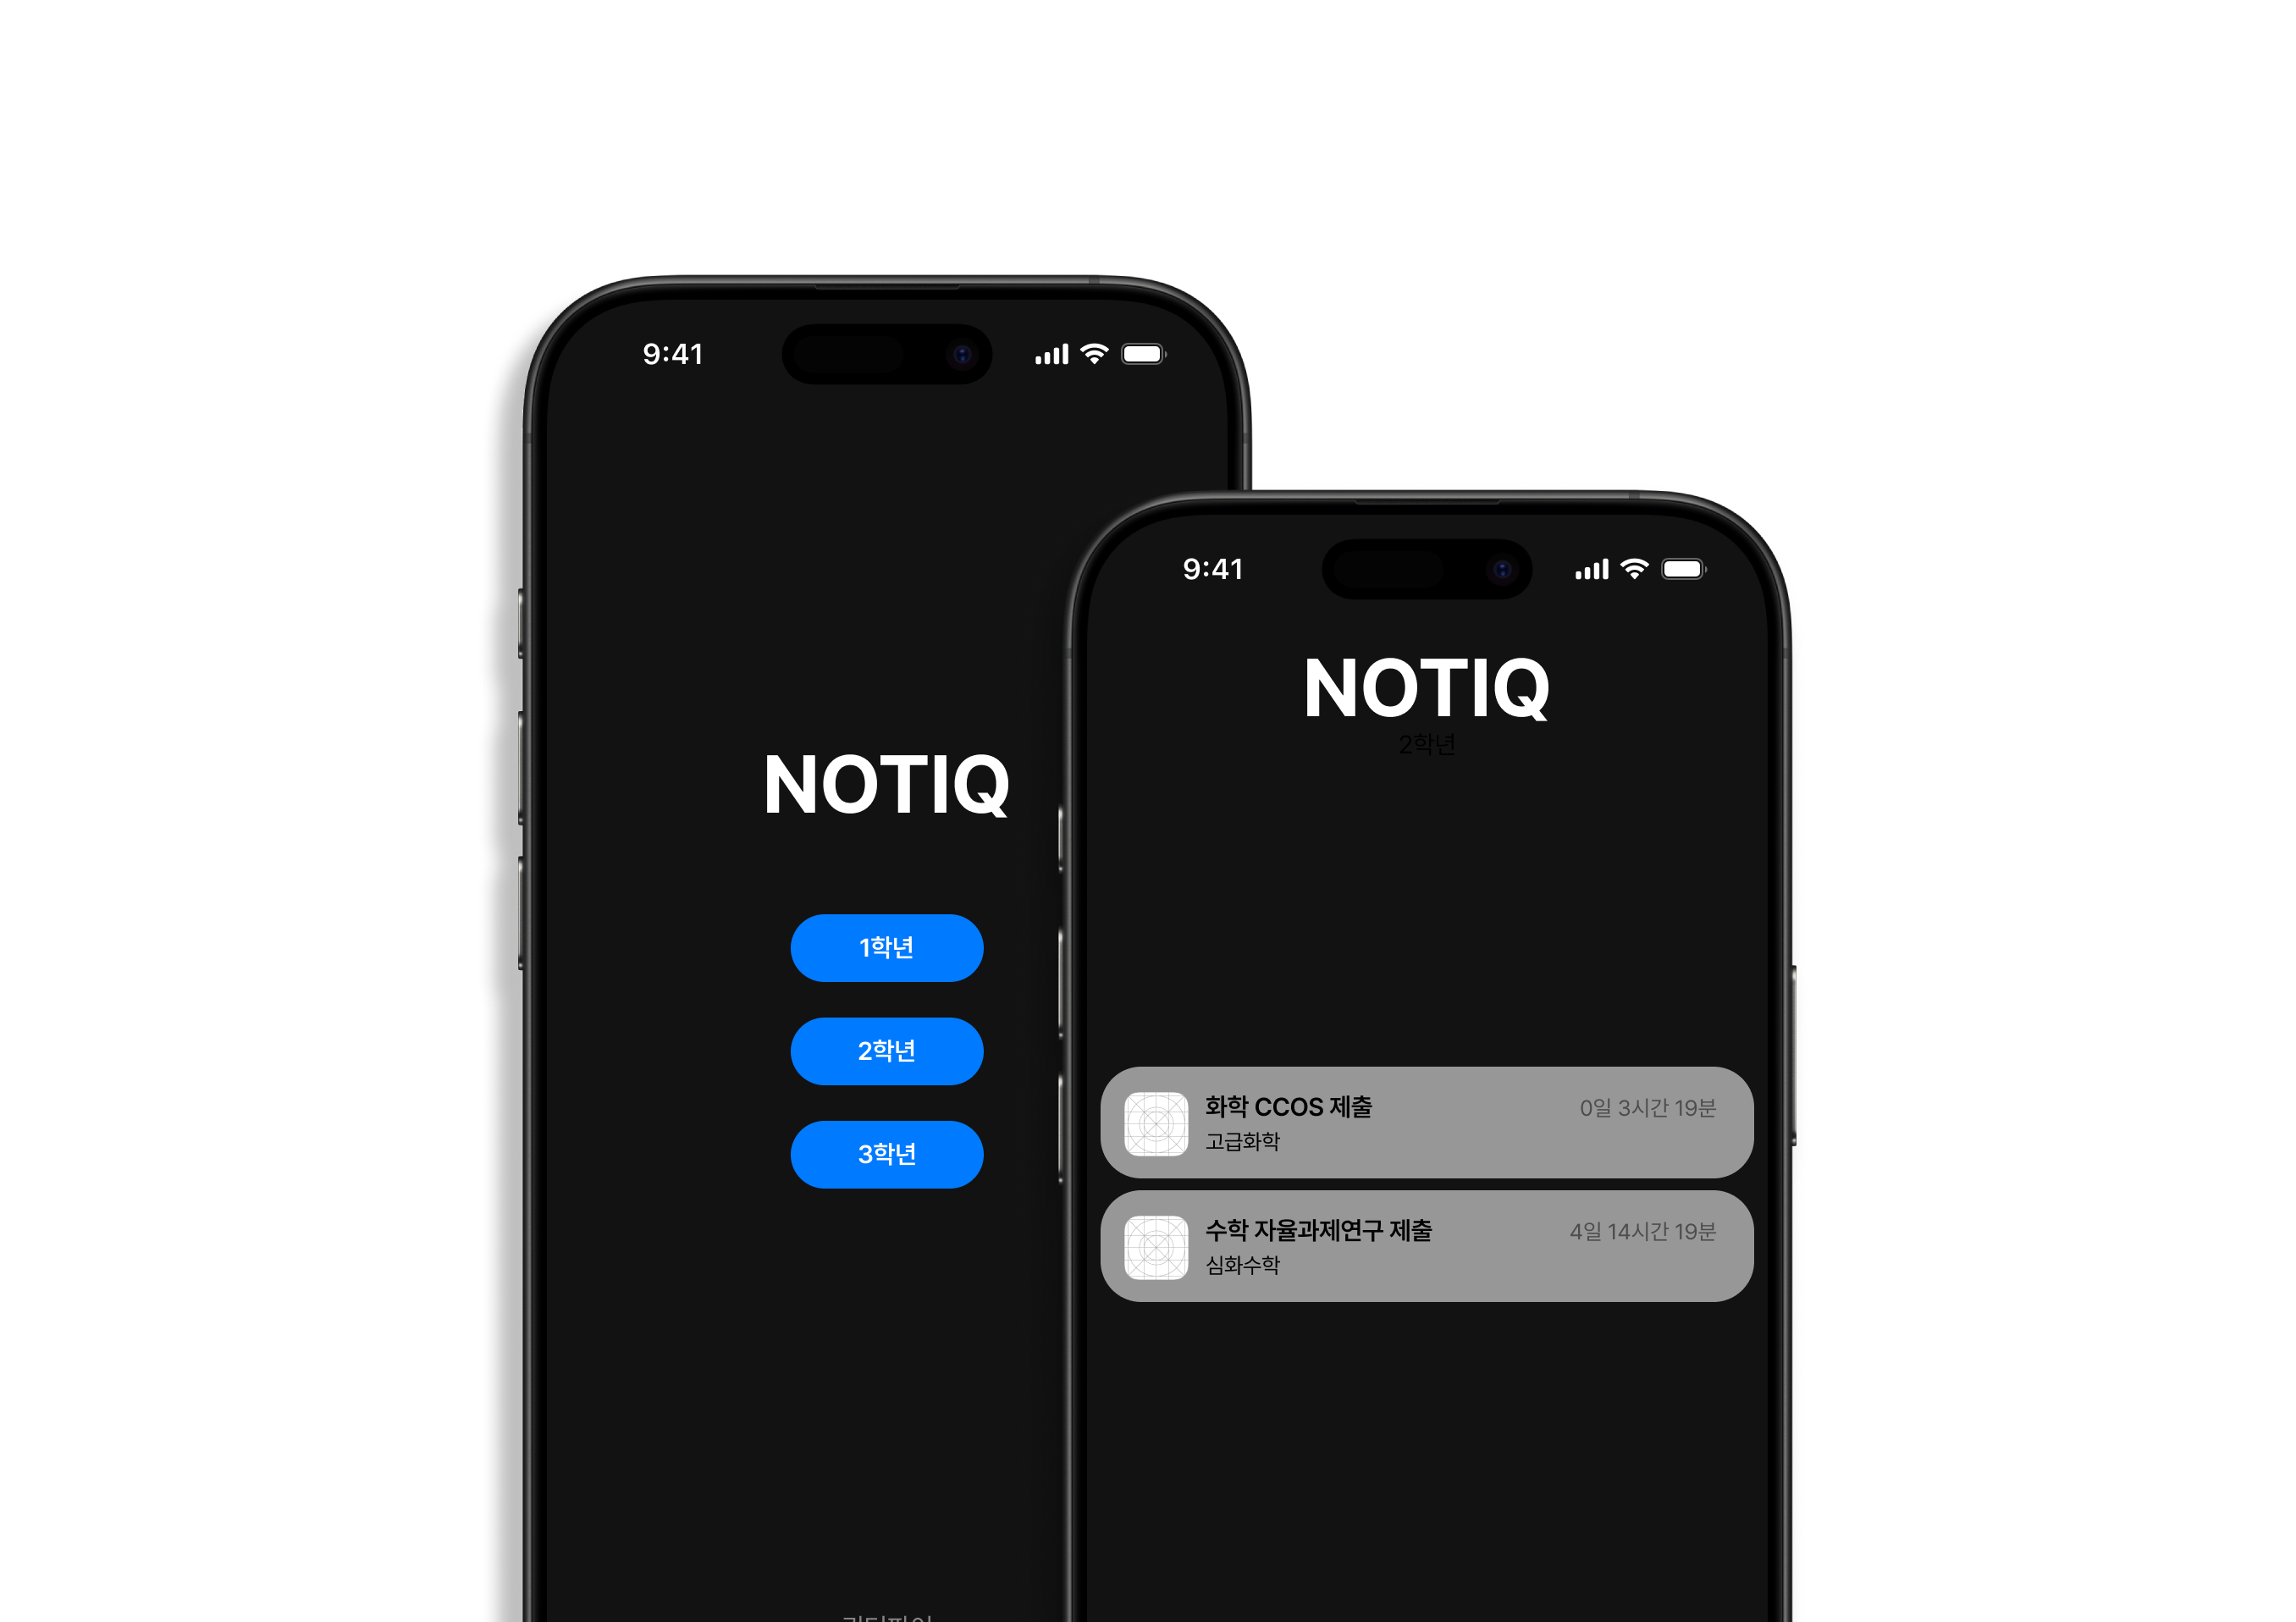 9:41
NOTIQ
1학년
2학년
3학년
9:41
NOTIQ
2학년
화학 CCOS 제출
0일 3시간 19분
고급화학
수학 자율과제연구 제출
4일 14시간 19분
심화수학